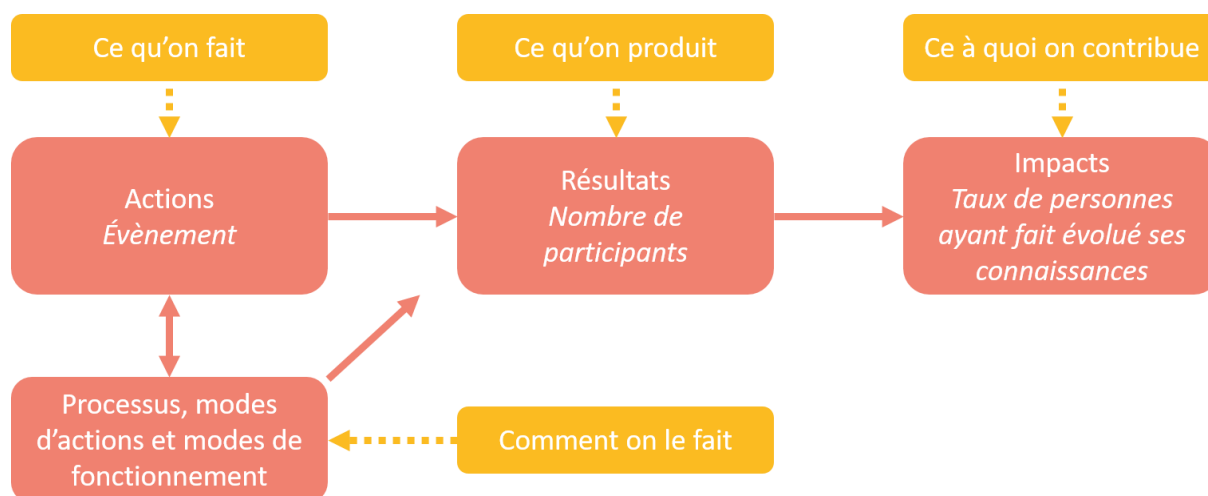 Ce qu’on fait
Ce qu’on produit
Ce à quoi on contribue
Actions
Évènement
Résultats
Nombre de
participants
Impacts
Taux de personnes
ayant fait évolué ses
connaissances
Processus, modes
d’actions et modes de
fonctionnement
Comment on le fait